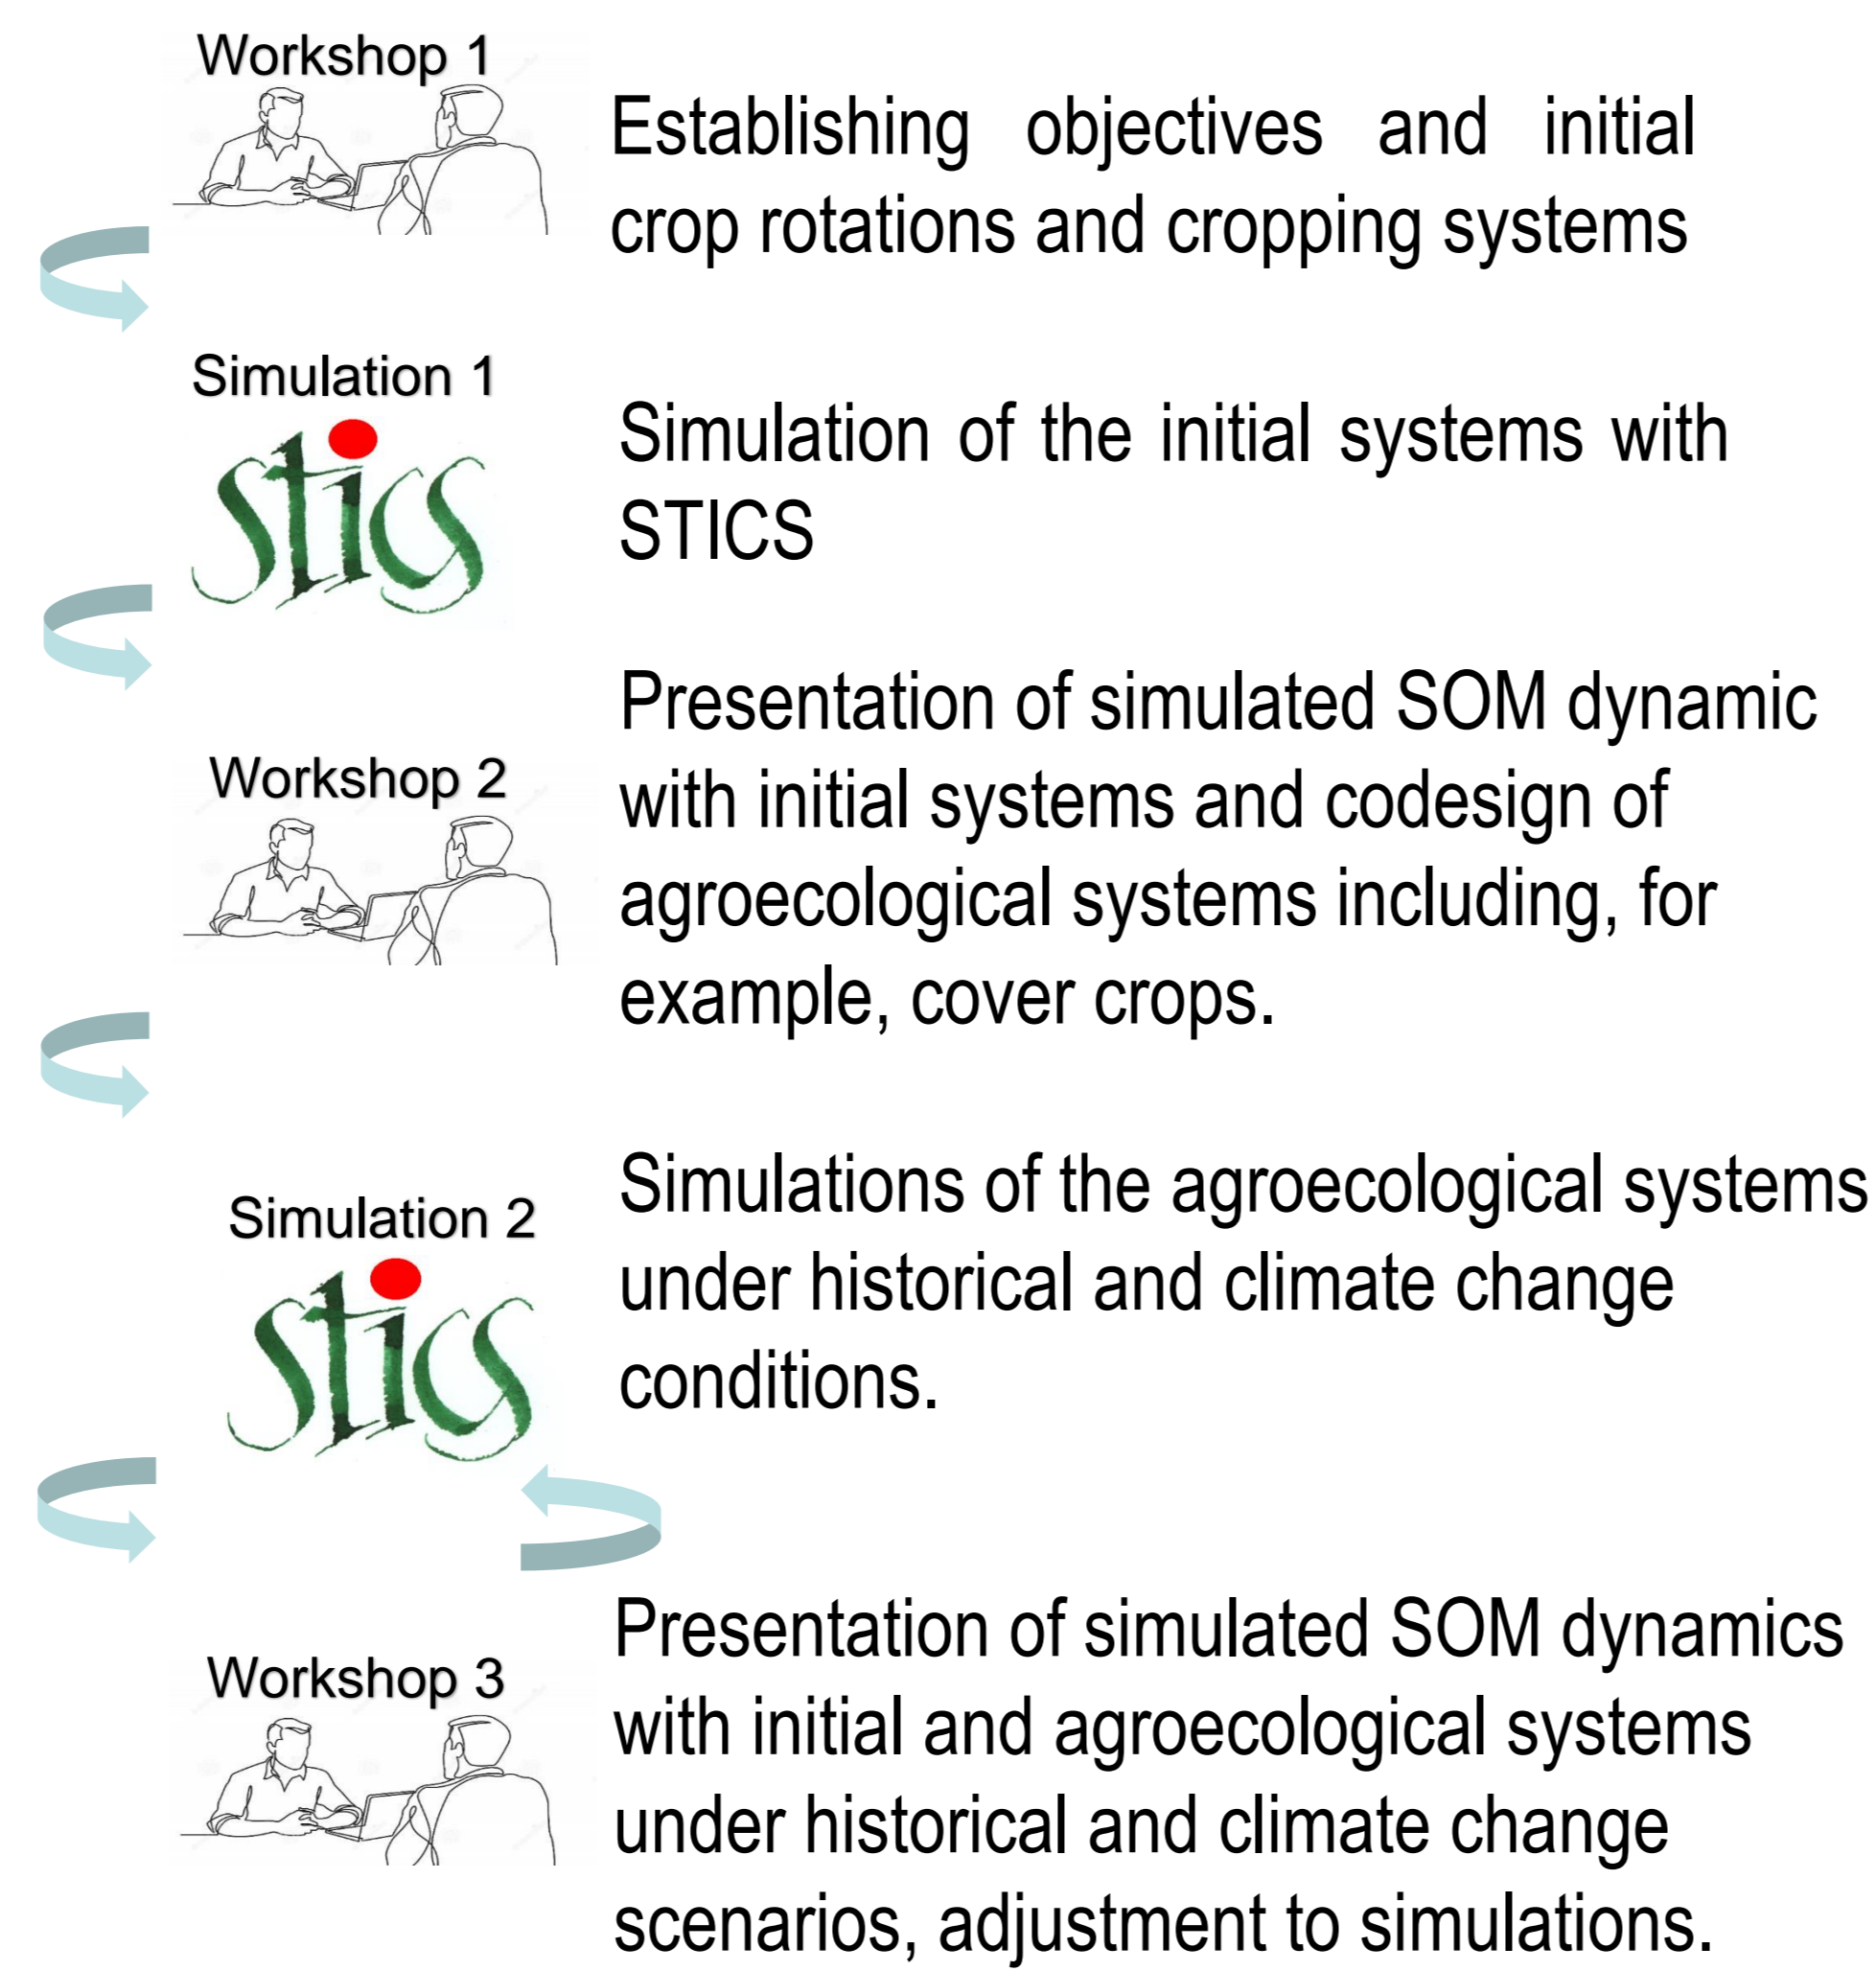 Workshop 1
Establishing objectives and initial
crop rotations and cropping systems
Simulation 1
stics
Simulation of the initial systems with
STICS
Workshop 2
Presentation of simulated SOM dynamic
with initial systems and codesign of
agroecological systems including, for
example, cover crops.
Simulation 2
stics
Simulations of the agroecological systems
under historical and climate change
conditions.
Workshop 3
Presentation of simulated SOM dynamics
with initial and agroecological systems
under historical and climate change
scenarios, adjustment to simulations.